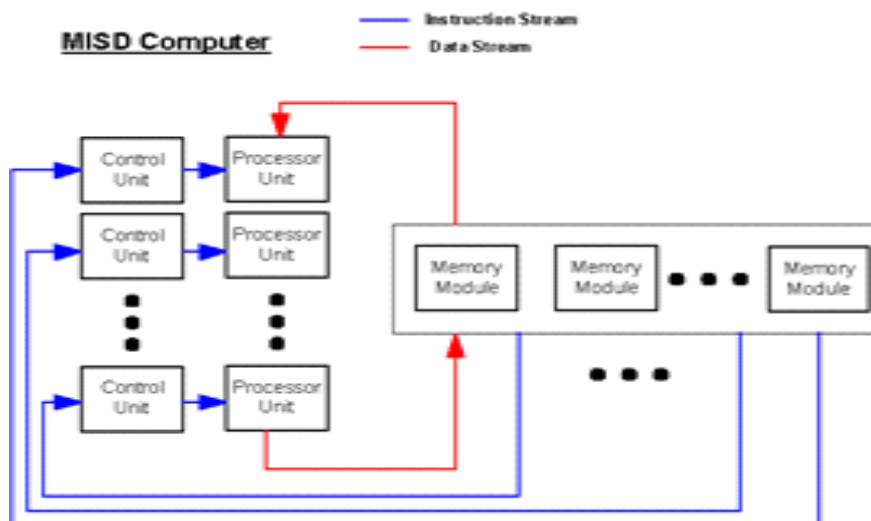 Instruction Stream
MISD Computer
Data Stream
Control
Unit
Processor
Unit
Control
Unit
Processor
Unit
Memory
Module
Memory
Module
Memory
Module
Control
Unit
Processor
Unit